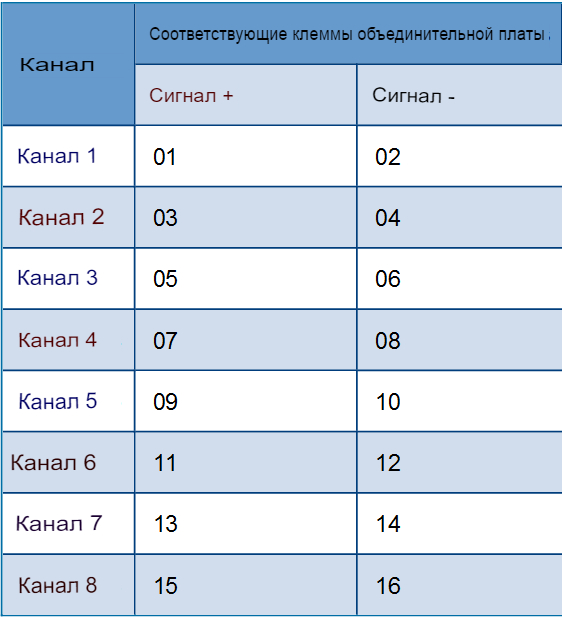 Соответствующие клеммы объединительной платы
Канал
Сигнал + Сигнал -
Канал 1 01 02
Канал 2 03 04
Канал 3 05 06
Канал 4 07 08
Канал 5 09 10
Канал 6 11 12
Канал 7 13 14
Канал 8 15 16